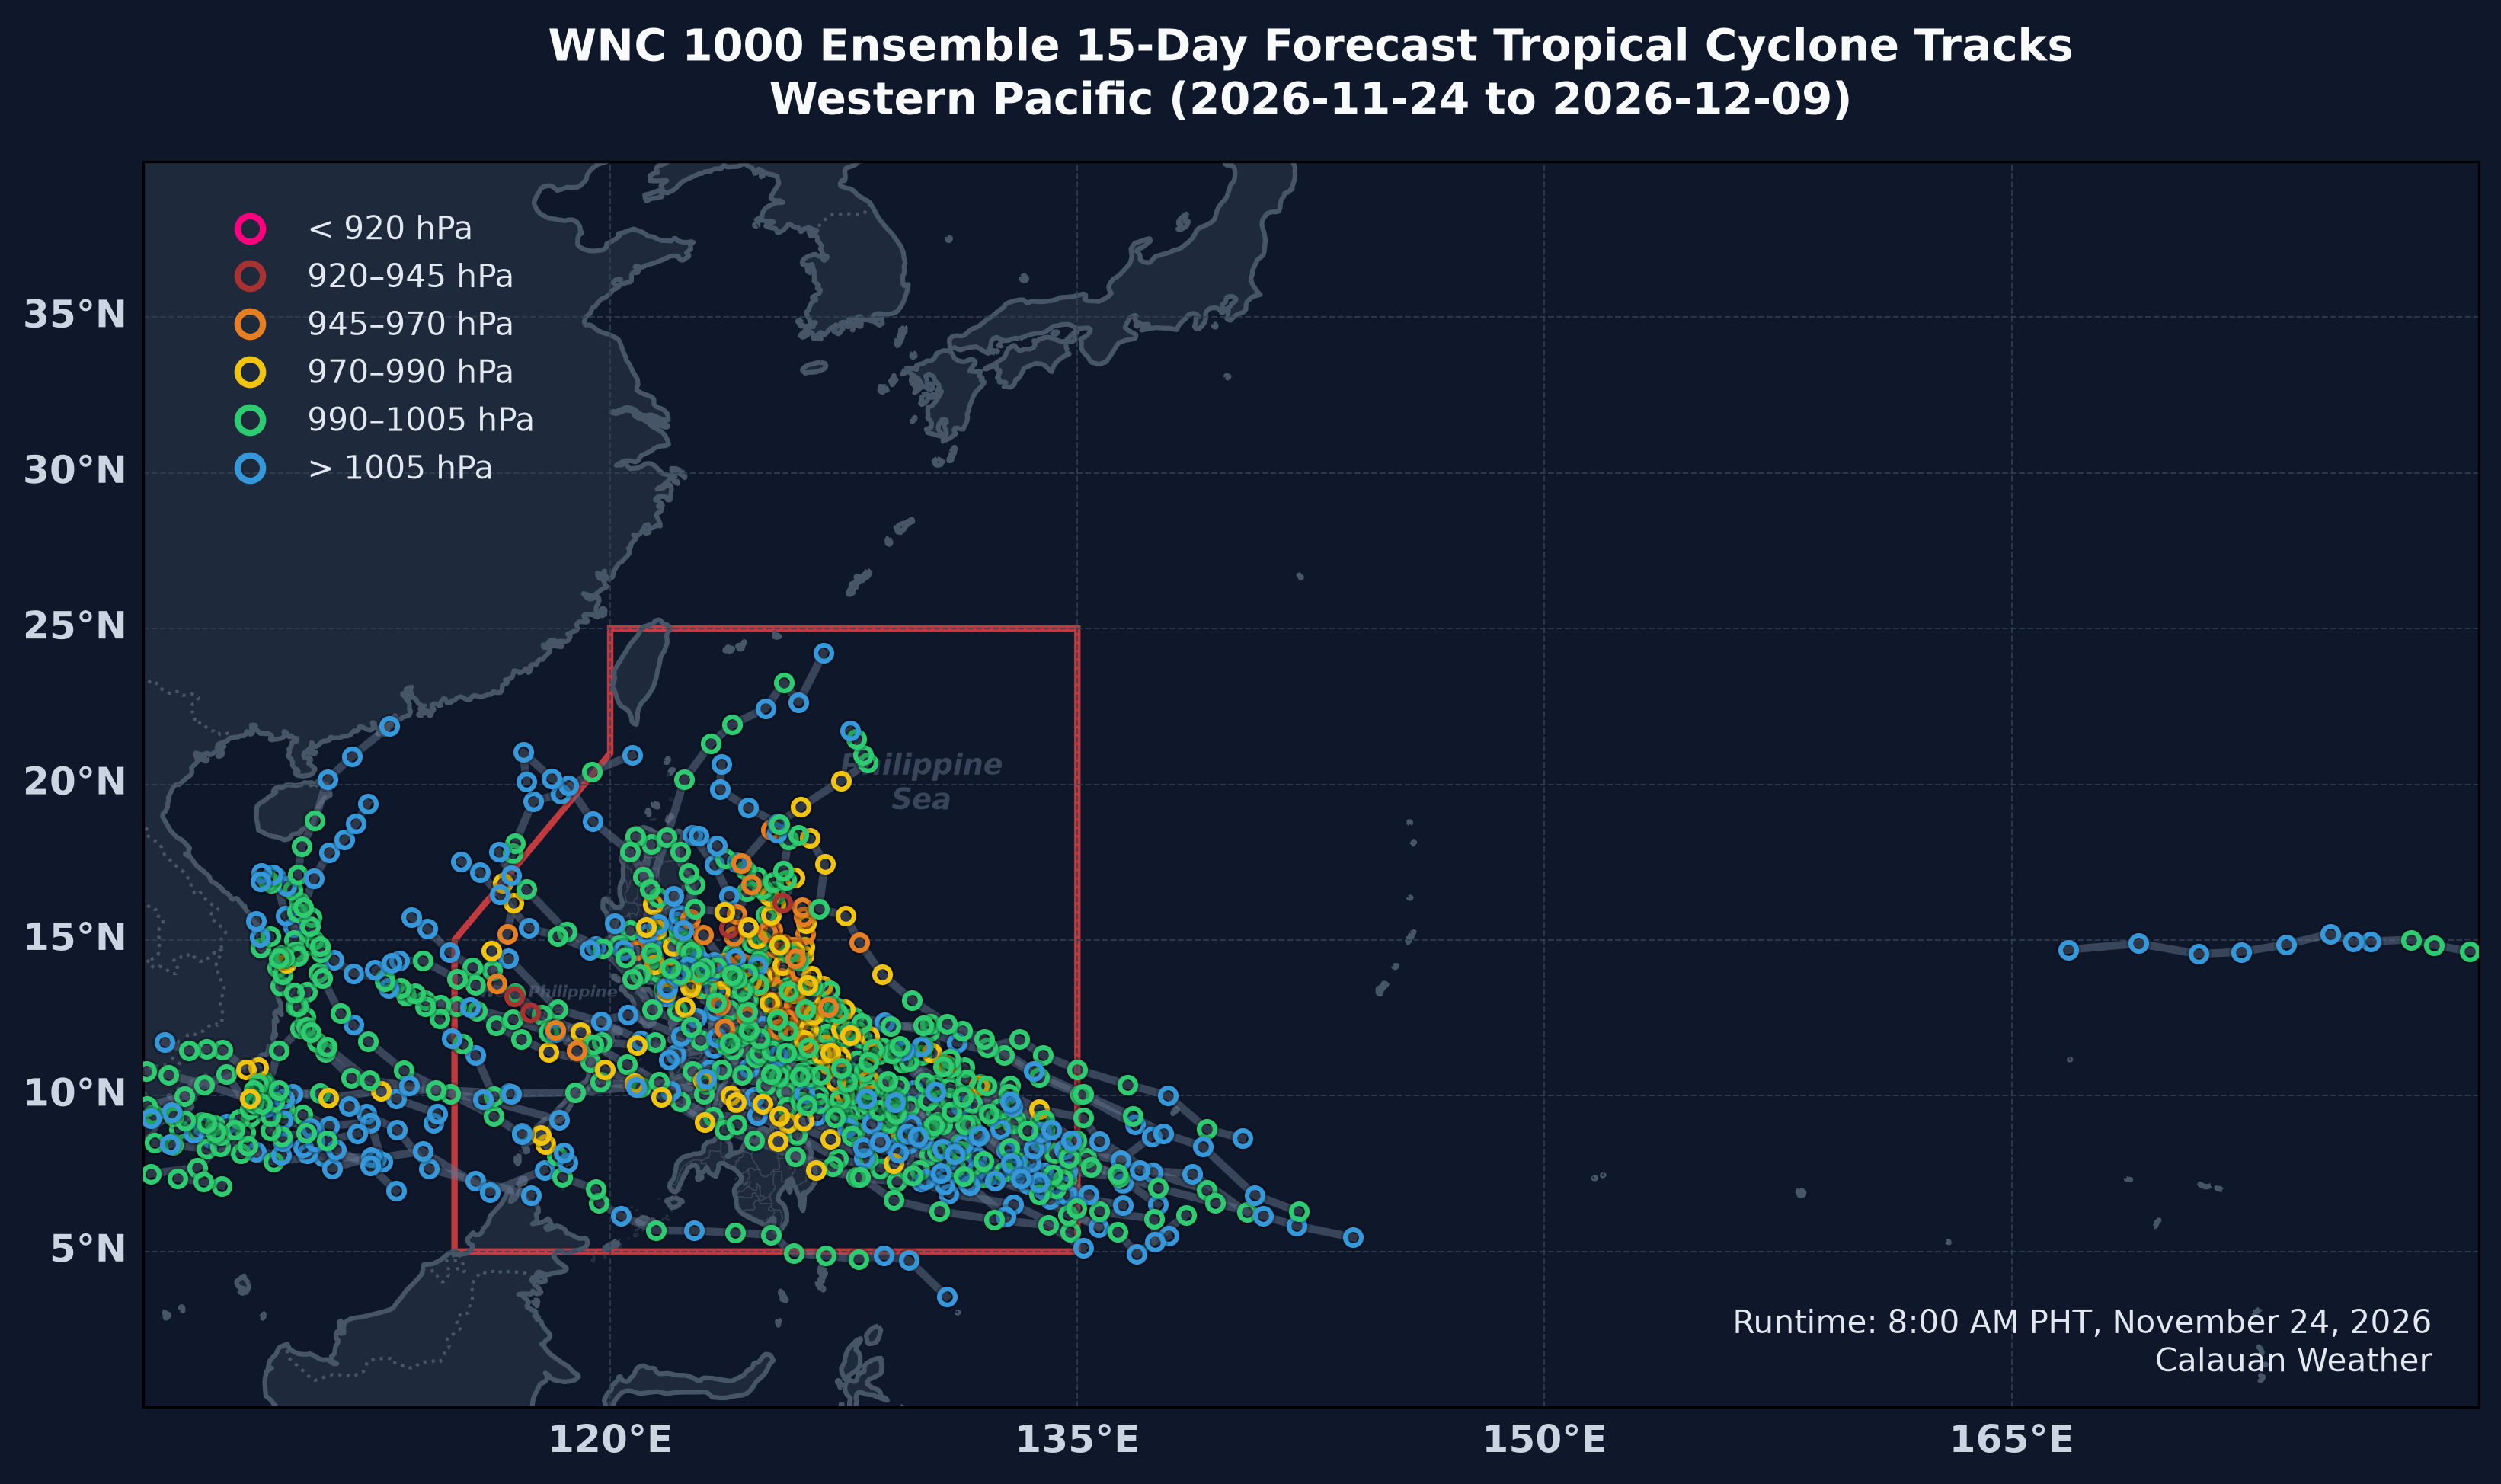 WNC 1000 Ensemble 15-Day Forecast Tropical Cyclone Tracks
Western Pacific (2026-11-24 to 2026-12-09)
< 920 hPa
920–945 hPa
945–970 hPa
970–990 hPa
990–1005 hPa
> 1005 hPa
35°N
30°N
25°N
20°N
15°N
10°N
5°N
Philippine
Sea
Philippine
Runtime: 8:00 AM PHT, November 24, 2026
Calauan Weather
120°E
135°E
150°E
165°E